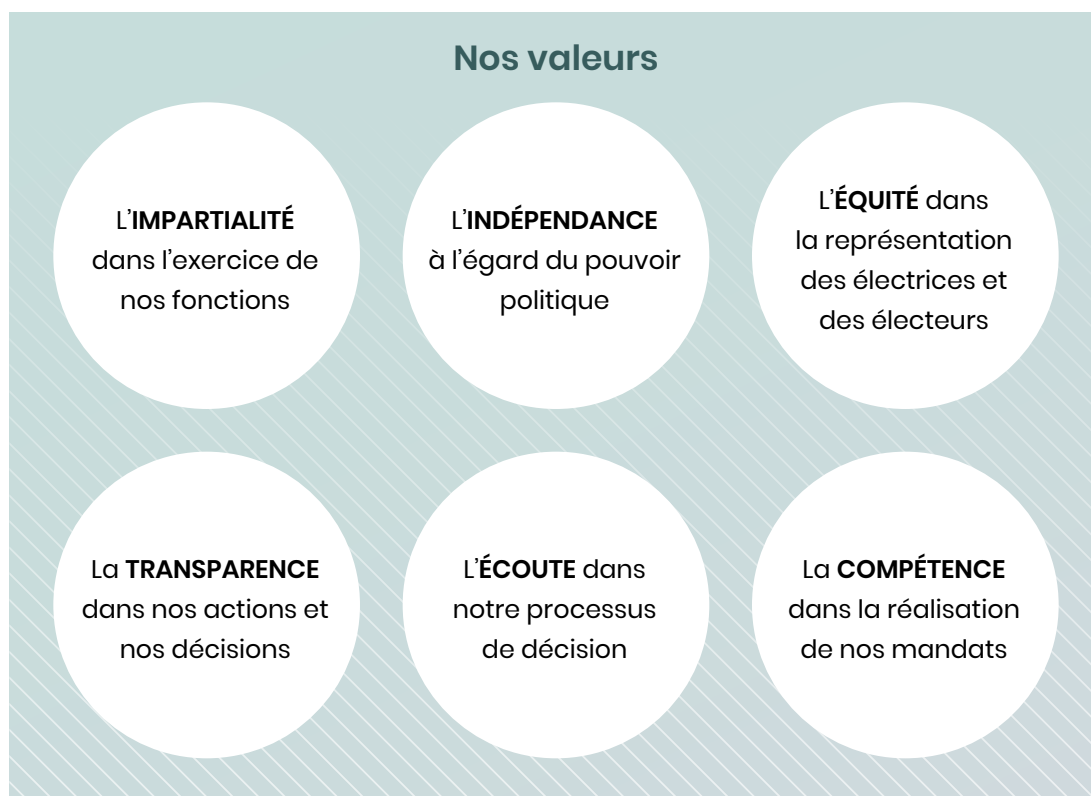 Nos valeurs
L’IMPARTIALITÉ
dans l’exercice de
nos fonctions
L’INDÉPENDANCE
à l’égard du pouvoir
politique
L’ÉQUITÉ dans
la représentation
des électrices et
des électeurs
La TRANSPARENCE
dans nos actions et
nos décisions
L’ÉCOUTE dans
notre processus
de décision
La COMPÉTENCE
dans la réalisation
de nos mandats